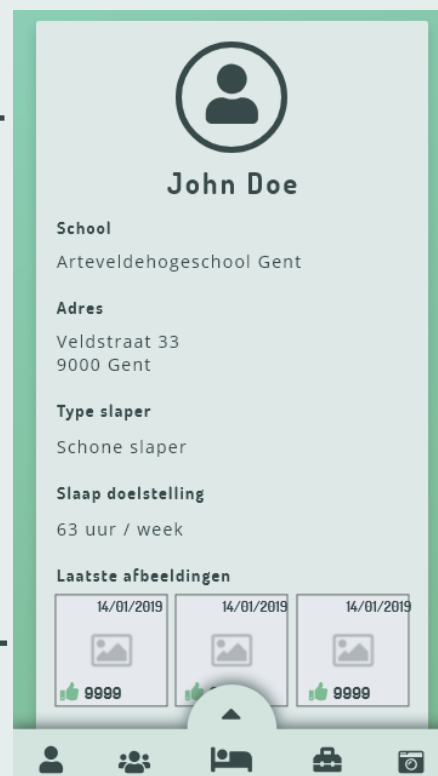 John Doe
School
Arteveldehogeschool Gent
Adres
Veldstraat 33
9000 Gent
Type slaper
Schone slaper
Slaap doelstelling
63 uur / week
Laatste afbeeldingen
14/01/2019 14/01/2019 14/01/2019
9999 9999